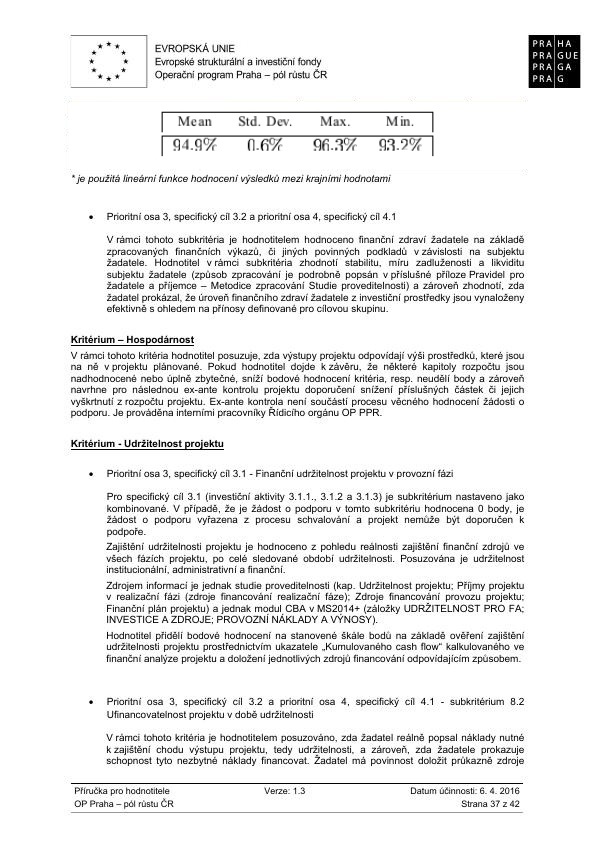 EVROPSKÁ UNIE
Evropské strukturální a investiční fondy
Operační program Praha – pól růstu ČR
PRA HA
PRA GUE
PRA GA
PRA G
Mean Std. Dev. Max. Min.
94.9% 0.6% 96.3% 93.2%
* je použitá lineární funkce hodnocení výsledků mezi krajními hodnotami
• Prioritní osa 3, specifický cíl 3.2 a prioritní osa 4, specifický cíl 4.1
V rámci tohoto subkritéria je hodnotitelem hodnoceno finanční zdraví žadatele na základě
zpracovaných finančních výkazů, či jiných povinných podkladů v závislosti na subjektu
žadatele. Hodnotitel v rámci subkritéria zhodnotí stabilitu, míru zadluženosti a likviditu
subjektu žadatele (způsob zpracování je podrobně popsán v příslušné příloze Pravidel pro
žadatele a příjemce – Metodice zpracování Studie proveditelnosti) a zároveň zhodnotí, zda
žadatel prokázal, že úroveň finančního zdraví žadatele z investiční prostředky jsou vynaloženy
efektivně s ohledem na přínosy definované pro cílovou skupinu.
Kritérium – Hospodárnost
V rámci tohoto kritéria hodnotitel posuzuje, zda výstupy projektu odpovídají výši prostředků, které jsou
na ně v projektu plánované. Pokud hodnotitel dojde k závěru, že některé kapitoly rozpočtu jsou
nadhodnocené nebo úplně zbytečné, sníží bodové hodnocení kritéria, resp. neudělí body a zároveň
navrhne pro následnou ex-ante kontrolu projektu doporučení snížení příslušných částek či jejich
vyškrtnutí z rozpočtu projektu. Ex-ante kontrola není součástí procesu věcného hodnocení žádosti o
podporu. Je prováděna interními pracovníky Řídicího orgánu OP PPR.
Kritérium - Udržitelnost projektu
• Prioritní osa 3, specifický cíl 3.1 - Finanční udržitelnost projektu v provozní fázi
Pro specifický cíl 3.1 (investiční aktivity 3.1.1., 3.1.2 a 3.1.3) je subkritérium nastaveno jako
kombinované. V případě, že je žádost o podporu v tomto subkritériu hodnocena 0 body, je
žádost o podporu vyřazena z procesu schvalování a projekt nemůže být doporučen k
podpoře.
Zajištění udržitelnosti projektu je hodnoceno z pohledu reálnosti zajištění finanční zdrojů ve
všech fázích projektu, po celé sledované období udržitelnosti. Posuzována je udržitelnost
institucionální, administrativní a finanční.
Zdrojem informací je jednak studie proveditelnosti (kap. Udržitelnost projektu; Příjmy projektu
v realizační fázi (zdroje financování realizační fáze); Zdroje financování provozu projektu;
Finanční plán projektu) a jednak modul CBA v MS2014+ (záložky UDRŽITELNOST PRO FA;
INVESTICE A ZDROJE; PROVOZNÍ NÁKLADY A VÝNOSY).
Hodnotitel přidělí bodové hodnocení na stanovené škále bodů na základě ověření zajištění
udržitelnosti projektu prostřednictvím ukazatele „Kumulovaného cash flow“ kalkulovaného ve
finanční analýze projektu a doložení jednotlivých zdrojů financování odpovídajícím způsobem.
• Prioritní osa 3, specifický cíl 3.2 a prioritní osa 4, specifický cíl 4.1 - subkritérium 8.2
Ufinancovatelnost projektu v době udržitelnosti
V rámci tohoto kritéria je hodnotitelem posuzováno, zda žadatel reálně popsal náklady nutné
k zajištění chodu výstupu projektu, tedy udržitelnosti, a zároveň, zda žadatele prokazuje
schopnost tyto nezbytné náklady financovat. Žadatel má povinnost doložit průkazně zdroje
Příručka pro hodnotitele Verze: 1.3 Datum účinnosti: 6. 4. 2016
OP Praha – pól růstu ČR Strana 37 z 42